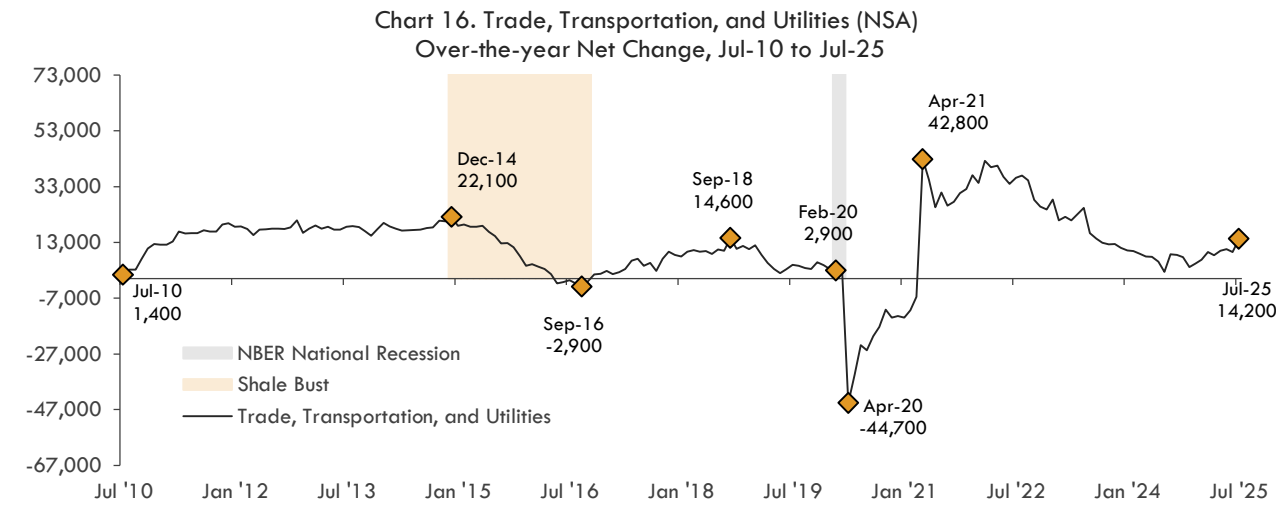 Chart 16. Trade, Transportation, and Utilities (NSA)
Over-the-year Net Change, Jul-10 to Jul-25
73,000
53,000
33,000
13,000
-7,000
-27,000
-47,000
-67,000
Jul-10
1,400
Dec-14
22,100
Sep-16
-2,900
Sep-18
14,600
Feb-20
2,900
Apr-20
-44,700
Apr-21
42,800
Jul-25
14,200
NBER National Recession
Shale Bust
Trade, Transportation, and Utilities
Jul '10 Jan '12 Jul '13 Jan '15 Jul '16 Jan '18 Jul '19 Jan '21 Jul '22 Jan '24 Jul '25